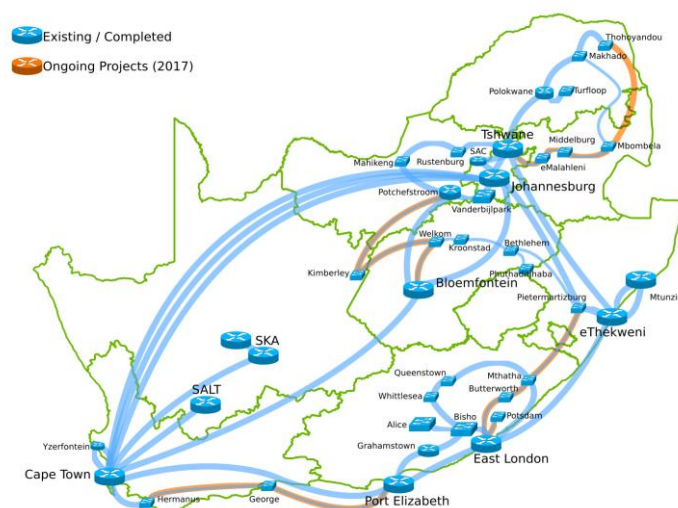 Existing / Completed
Ongoing Projects (2017)
Thohoyandou
Makhado
Polokwane
Turfloop
Tshwane
SAC
Middelburg
Mbombela
Rustenburg
eMalahleni
Mahikeng
Johannesburg
Potchefstroom
Vanderbijlpark
Welkom
Kroonstad
Bethlehem
Phuthaditjhaba
Kimberley
Bloemfontein
Mtunzi
Pietermartizburg
eThekweni
SKA
SALT
Queenstown
Mthatha
Butterworth
Whittlesea
Potsdam
Alice
Bisho
Grahamstown
East London
Yzerfontein
Cape Town
Hermanus
George
Port Elizabeth